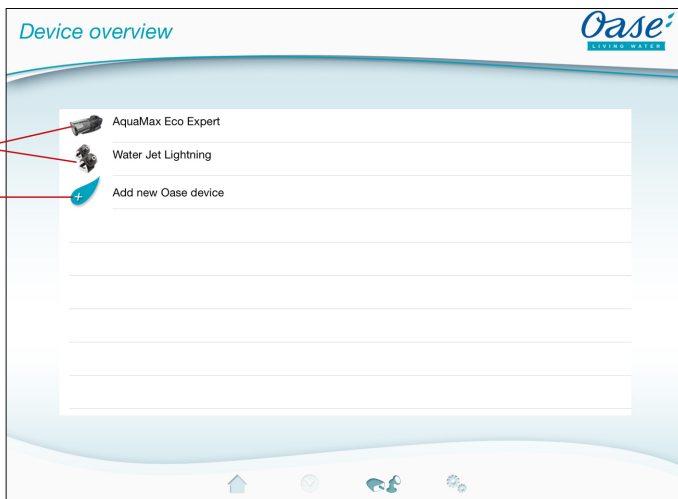 Device overview
Oase
LIVING WATER
AquaMax Eco Expert
Water Jet Lightning
Add new Oase device